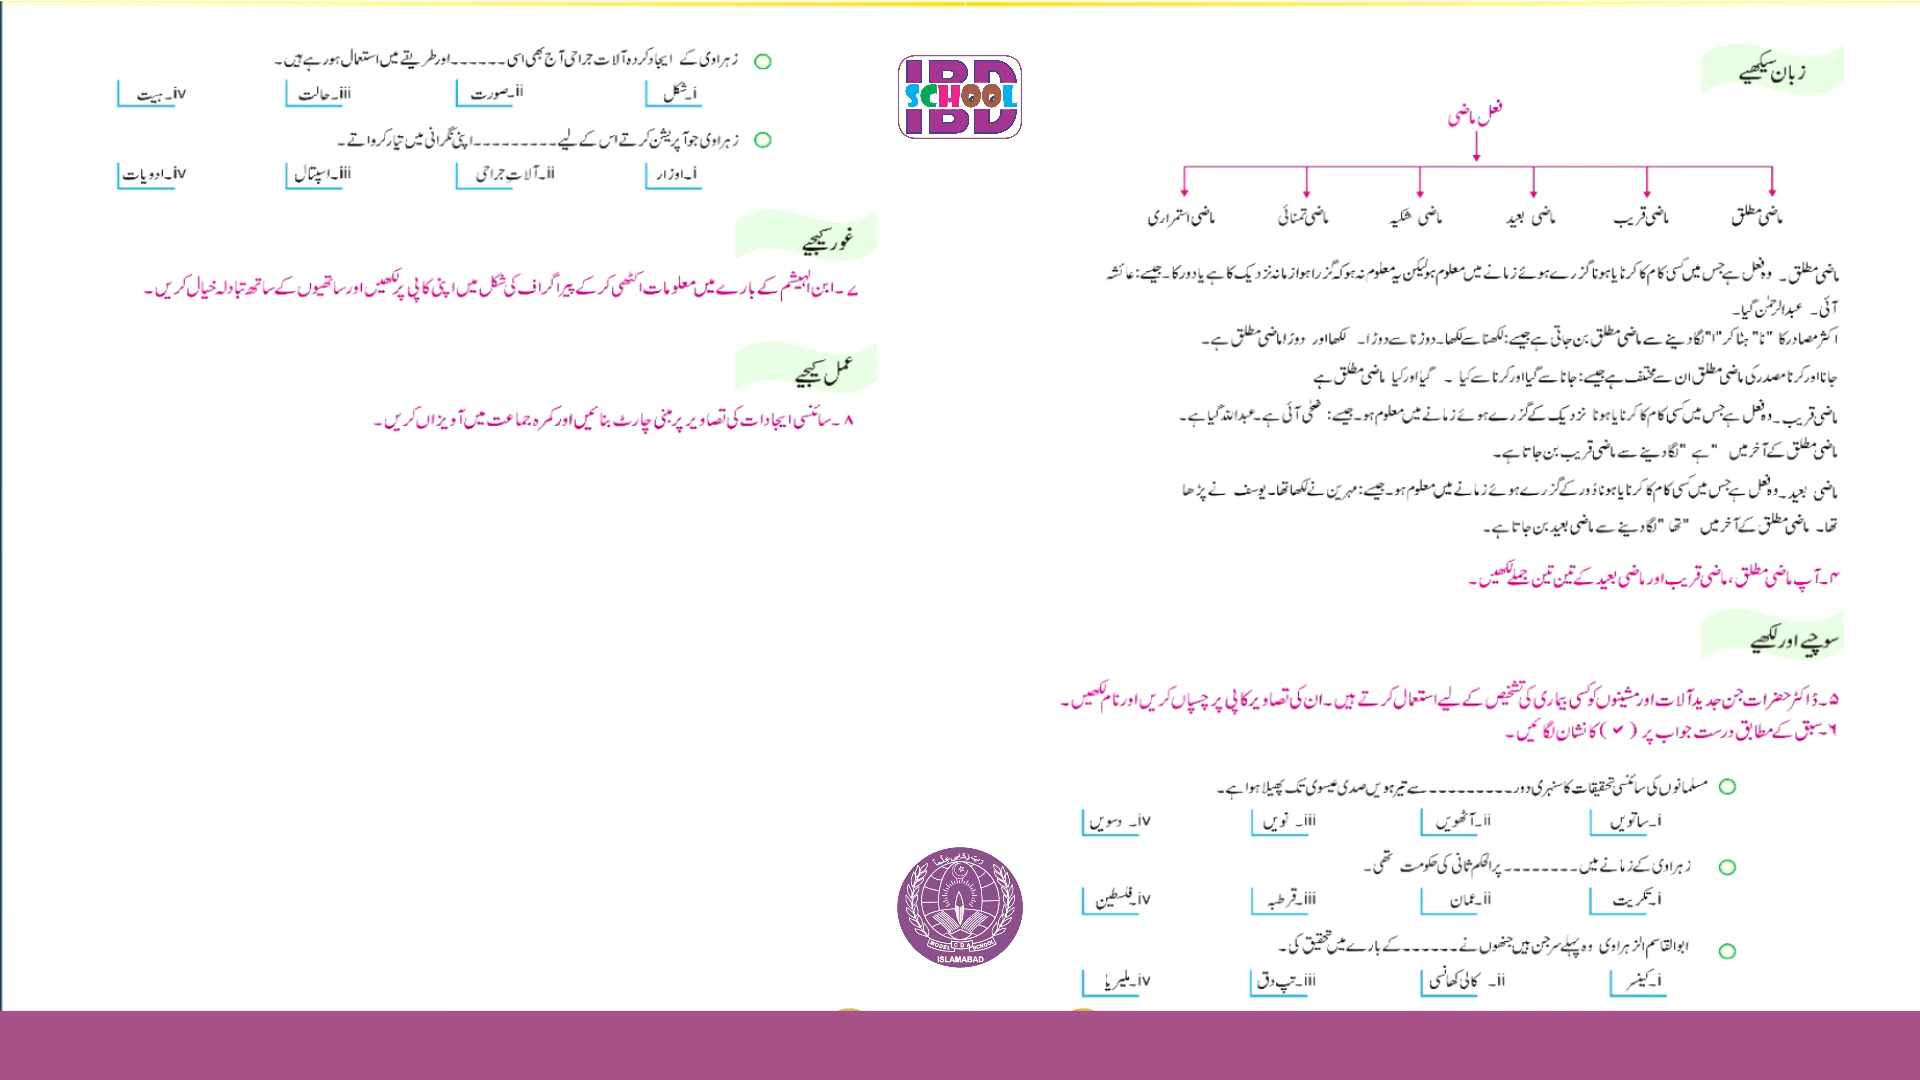 زبان سیکھیے
فعل ماضی
ماضی مطلق ماضی قریب ماضی بعید ماضی شکیہ ماضی تمنائی ماضی استمراری
ماضی مطلق۔ وہ فعل ہے جس میں کسی کام کا کرنا یا ہونا گزرے ہوئے زمانے میں معلوم ہو لیکن یہ معلوم نہ ہو کہ گزرا ہوا زمانہ نزدیک کا ہے یا دور کا۔ جیسے: عائشہ
آئی۔ عبدالرحمٰن گیا۔
اکثر مصادر کا "نا" ہٹا کر "ا" لگا دینے سے ماضی مطلق بن جاتی ہے جیسے: لکھنا سے لکھا۔ دوڑنا سے دوڑا۔ لکھا اور دوڑا ماضی مطلق ہے۔
جانا اور کرنا مصدر کی ماضی مطلق ان سے مختلف ہے جیسے: جانا سے گیا اور کرنا سے کیا ۔ گیا اور کیا ماضی مطلق ہے
ماضی قریب۔ وہ فعل ہے جس میں کسی کام کا کرنا یا ہونا نزدیک کے گزرے ہوئے زمانے میں معلوم ہو۔ جیسے: ضحیٰ آئی ہے۔ عبداللہ گیا ہے۔
ماضی مطلق کے آخر میں "ہے" لگا دینے سے ماضی قریب بن جاتا ہے۔
ماضی بعید۔ وہ فعل ہے جس میں کسی کام کا کرنا یا ہونا دُور کے گزرے ہوئے زمانے میں معلوم ہو۔ جیسے: مہرین نے لکھا تھا۔ یوسف نے پڑھا
تھا۔ ماضی مطلق کے آخر میں "تھا" لگا دینے سے ماضی بعید بن جاتا ہے۔
۴۔ آپ ماضی مطلق، ماضی قریب اور ماضی بعید کے تین تین جملے لکھیں۔
سوچیے اور لکھیے
۵۔ ڈاکٹر حضرات جن جدید آلات اور مشینوں کو کسی بیماری کی تشخیص کے لیے استعمال کرتے ہیں۔ ان کی تصاویر کاپی پر چسپاں کریں اور نام لکھیں۔
۶۔ سبق کے مطابق درست جواب پر (✔) کا نشان لگائیں۔
مسلمانوں کی سائنسی تحقیقات کا سنہری دور ۔۔۔۔۔۔۔۔۔ سے تیرہویں صدی عیسوی تک پھیلا ہوا ہے۔
i۔ ساتویں ii۔ آٹھویں iii۔ نویں iv۔ دسویں
زہراوی کے زمانے میں ۔۔۔۔۔۔۔۔ پر الحکم ثانی کی حکومت تھی۔
i۔ تکریت ii۔ عمان iii۔ قرطبہ iv۔ فلسطین
ابوالقاسم الزہراوی وہ پہلے سرجن ہیں جنھوں نے ۔۔۔۔۔۔ کے بارے میں تحقیق کی۔
i۔ کینسر ii۔ کالی کھانسی iii۔ تپ دق iv۔ ملیریا
IBD
SCHOOL
IBD
MODEL CDA SCHOOL
ISLAMABAD
زہراوی کے ایجاد کردہ آلات جراحی آج بھی اسی ۔۔۔۔۔۔ اور طریقے میں استعمال ہو رہے ہیں۔
i۔ شکل ii۔ صورت iii۔ حالت iv۔ ہیت
زہراوی جو آپریشن کرتے اس کے لیے ۔۔۔۔۔۔۔۔۔ اپنی نگرانی میں تیار کرواتے۔
i۔ اوزار ii۔ آلاتِ جراحی iii۔ اسپتال iv۔ ادویات
غور کیجیے
۷۔ ابن الہیشم کے بارے میں معلومات اکٹھی کر کے پیراگراف کی شکل میں اپنی کاپی پر لکھیں اور ساتھیوں کے ساتھ تبادلہ خیال کریں۔
عمل کیجیے
۸۔ سائنسی ایجادات کی تصاویر پر مبنی چارٹ بنائیں اور کمرہ جماعت میں آویزاں کریں۔